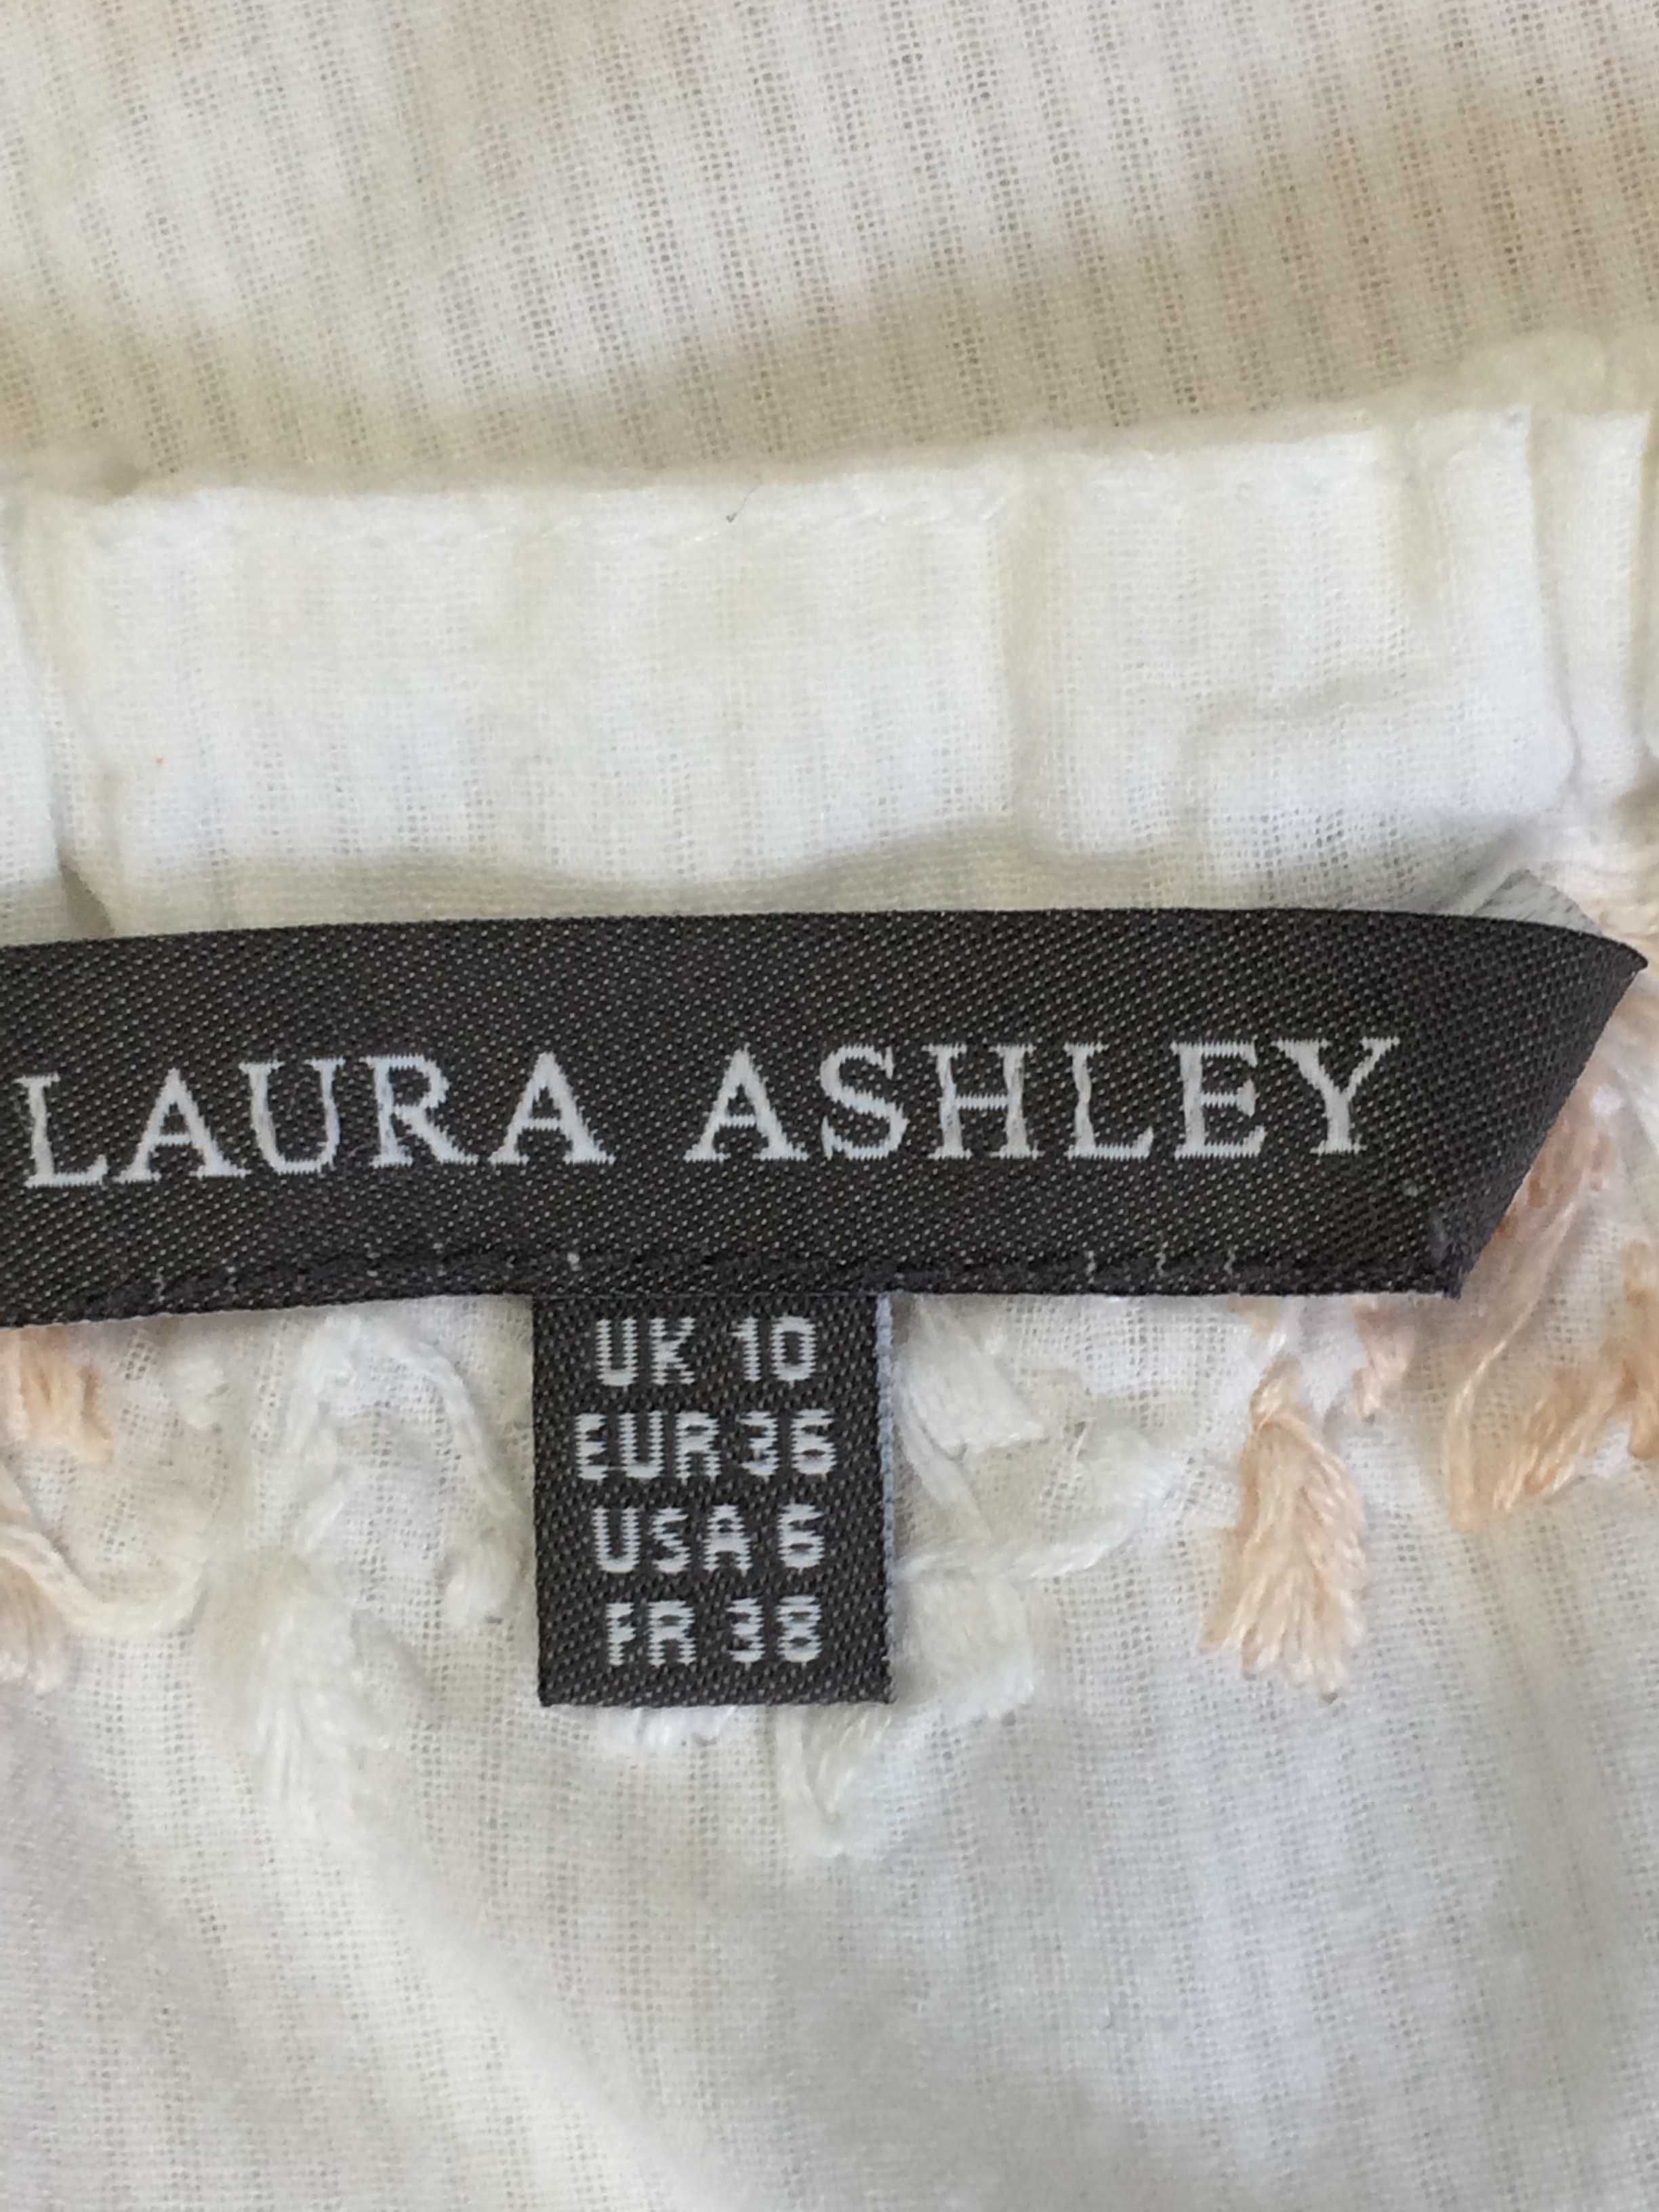 LAURA ASHLEY
UK 10
EUR 36
USA 6
FR 38